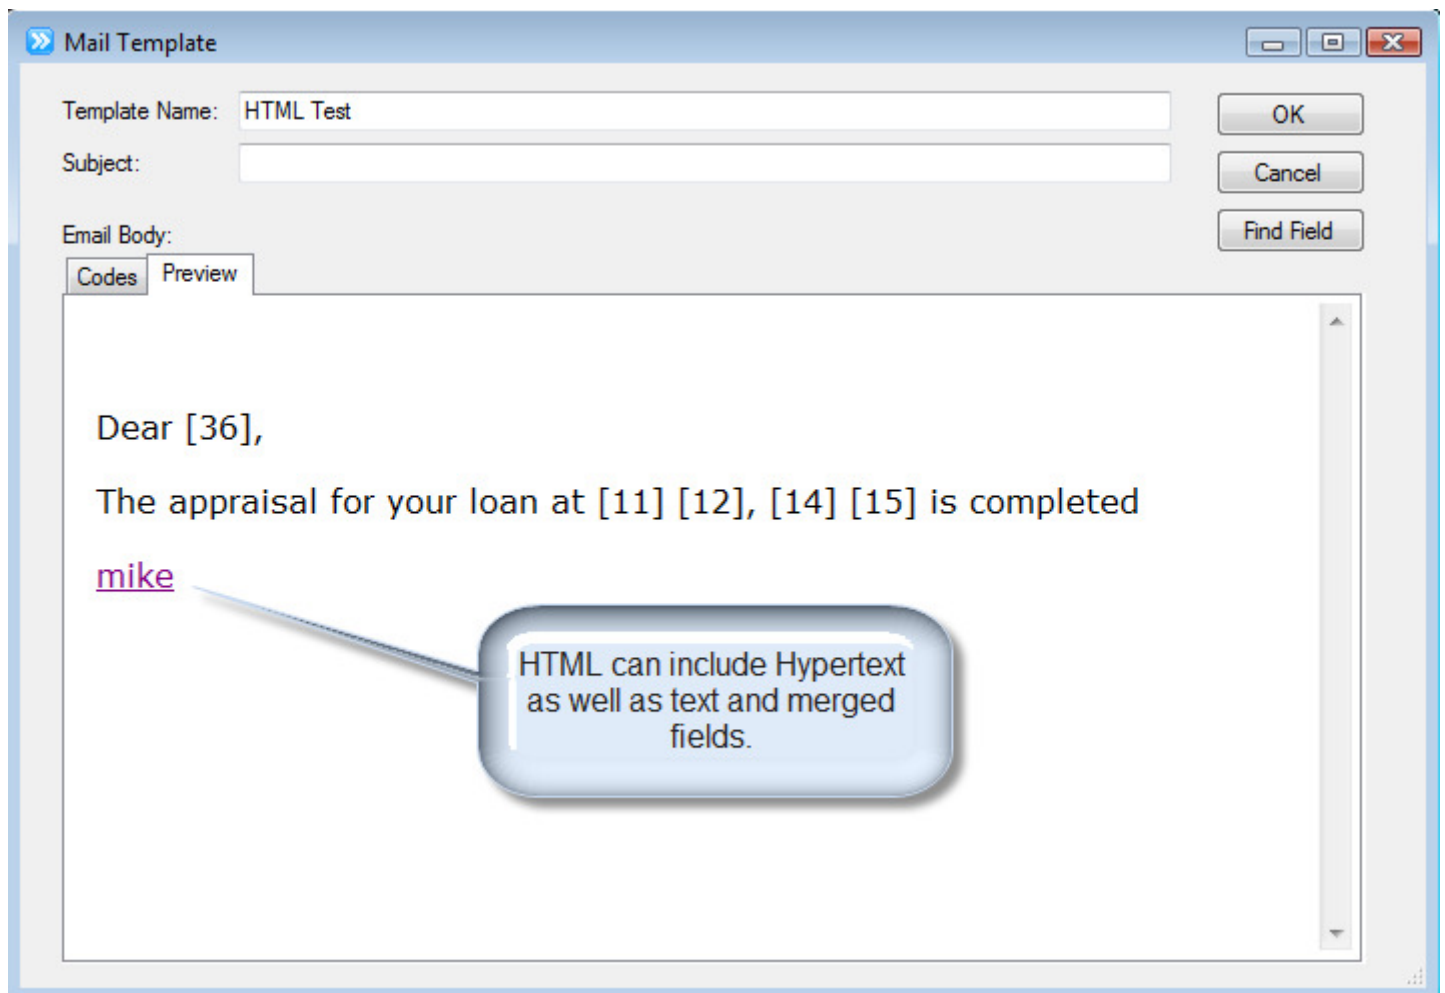 Mail Template
Template Name: HTML Test
OK
Subject:
Cancel
Email Body:
Find Field
Codes Preview
Dear [36],
The appraisal for your loan at [11] [12], [14] [15] is completed
mike
HTML can include Hypertext
as well as text and merged
fields.